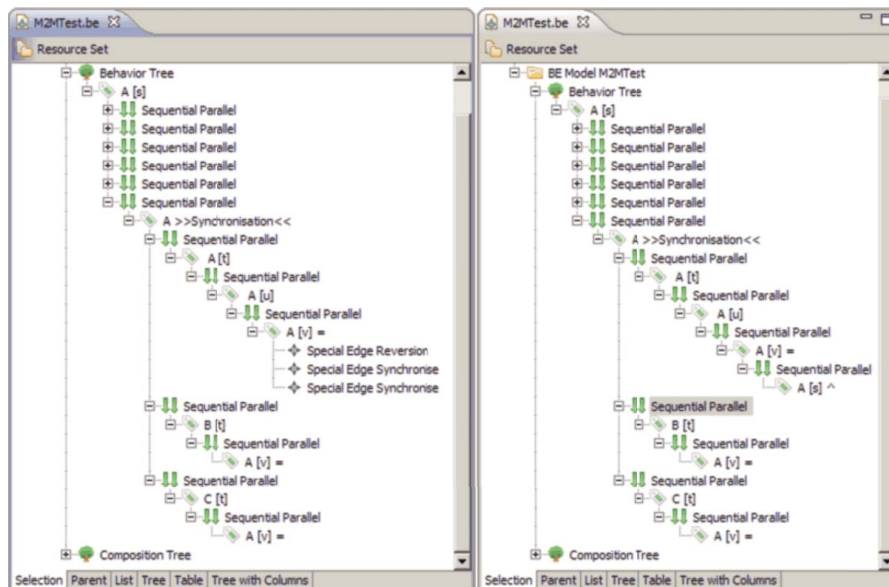 M2MTest.be
Resource Set
Behavior Tree
A [s]
Sequential Parallel
Sequential Parallel
Sequential Parallel
Sequential Parallel
Sequential Parallel
Sequential Parallel
A >>Synchronisation<<
Sequential Parallel
A [t]
Sequential Parallel
A [u]
Sequential Parallel
A [v] =
Special Edge Reversion
Special Edge Synchronise
Special Edge Synchronise
Sequential Parallel
B [t]
Sequential Parallel
A [v] =
Sequential Parallel
C [t]
Sequential Parallel
A [v] =
Composition Tree
Selection Parent List Tree Table Tree with Columns
M2MTest.be
Resource Set
BE Model M2MTest
Behavior Tree
A [s]
Sequential Parallel
Sequential Parallel
Sequential Parallel
Sequential Parallel
Sequential Parallel
Sequential Parallel
A >>Synchronisation<<
Sequential Parallel
A [t]
Sequential Parallel
A [u]
Sequential Parallel
A [v] =
Sequential Parallel
A [s] ^
Sequential Parallel
B [t]
Sequential Parallel
A [v] =
Sequential Parallel
C [t]
Sequential Parallel
A [v] =
Composition Tree
Selection Parent List Tree Table Tree with Columns